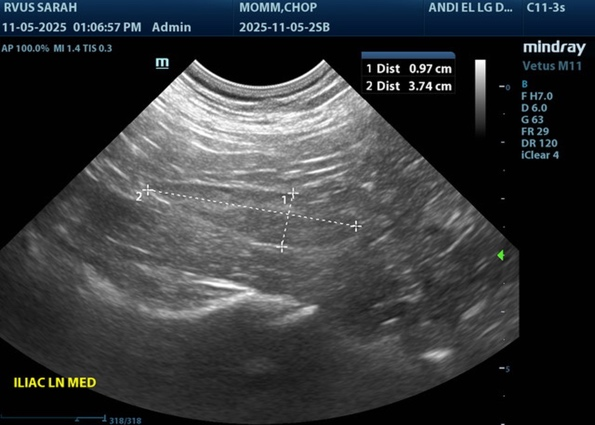 RVUS SARAH MOMM,CHOP ANDI EL LG D... C11-3s
11-05-2025 01:06:57 PM Admin 2025-11-05-2SB
AP 100.0% MI 1.4 TIS 0.3
m
mindray
Vetus M11
1 Dist 0.97 cm
2 Dist 3.74 cm
B
F H7.0
D 6.0
G 63
FR 29
DR 120
iClear 4
0
2
1
5
ILIAC LN MED
318/318